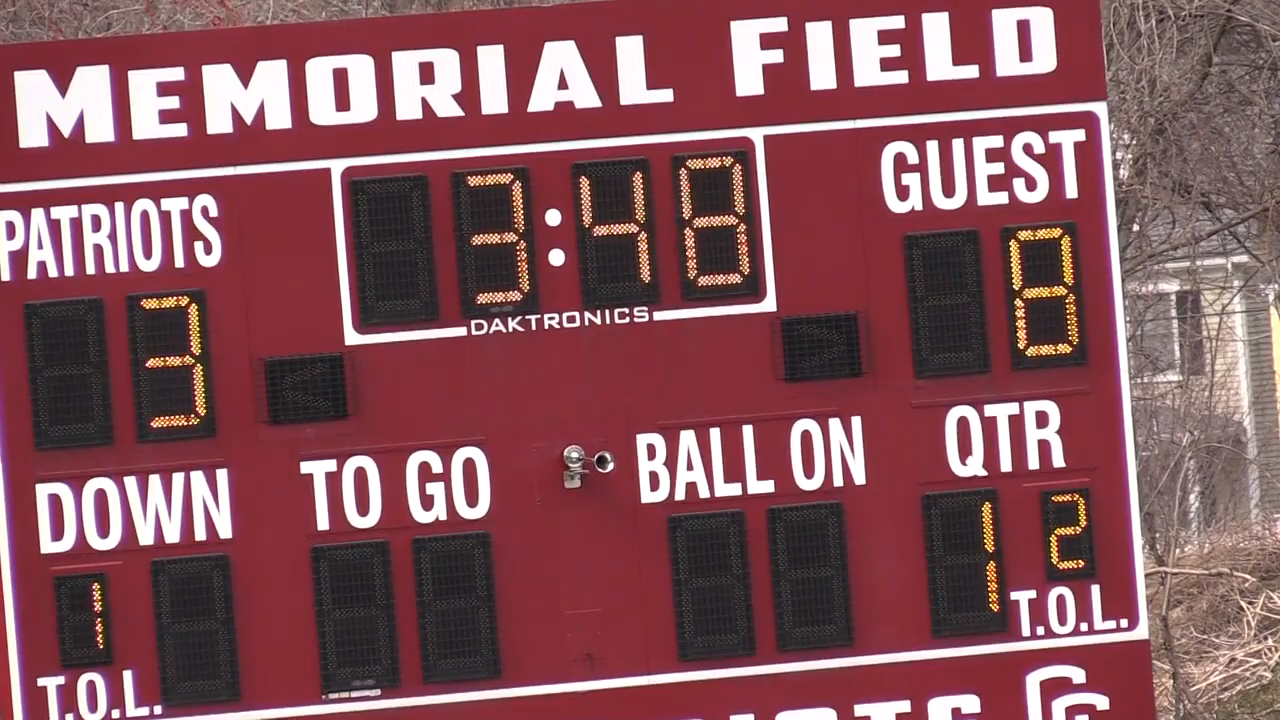 MEMORIAL FIELD
PATRIOTS
3:48
GUEST
3
DAKTRONICS
8
DOWN
TO GO
BALL ON
QTR
1
1
2
T.O.L.
T.O.L.